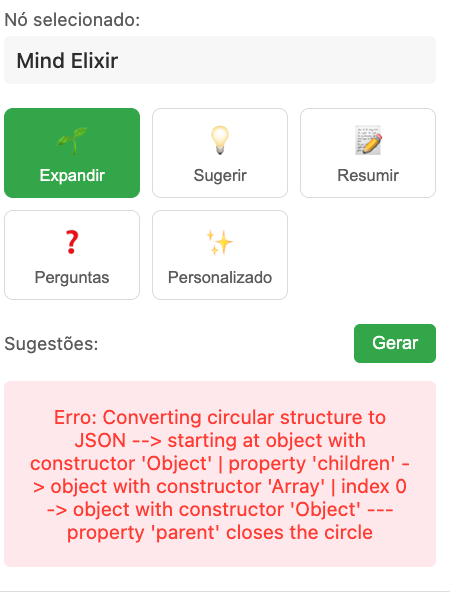 Nó selecionado:
Mind Elixir
Expandir
Sugerir
Resumir
Perguntas
Personalizado
Sugestões:
Gerar
Erro: Converting circular structure to
JSON --> starting at object with
constructor 'Object' | property 'children' -
> object with constructor 'Array' | index 0
-> object with constructor 'Object' ---
property 'parent' closes the circle